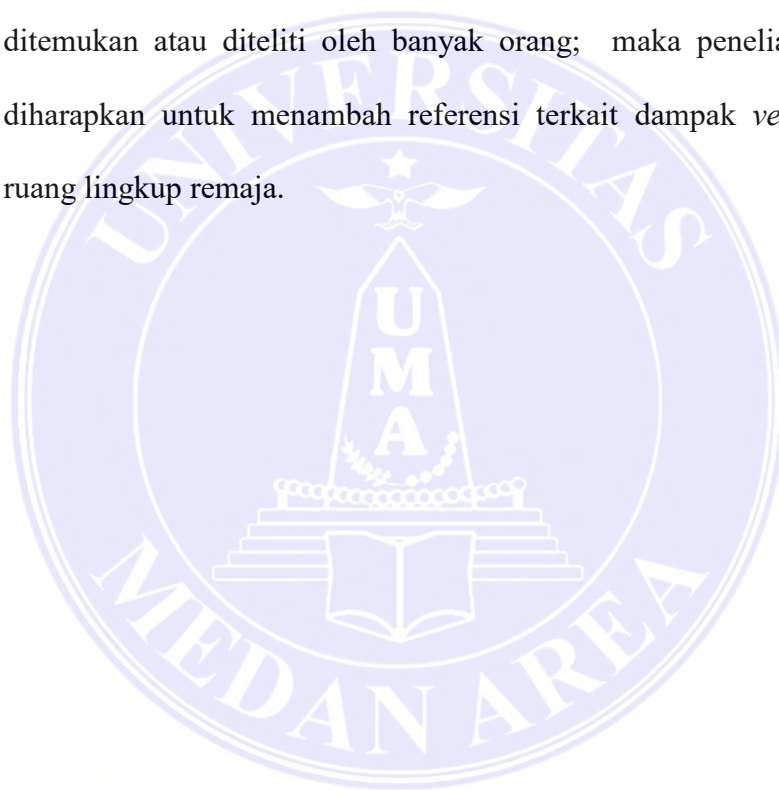 ditemukan atau diteliti oleh banyak orang; maka penelia
diharapkan untuk menambah referensi terkait dampak ve
ruang lingkup remaja.
UNIVERSITAS
UMA
MEDAN AREA